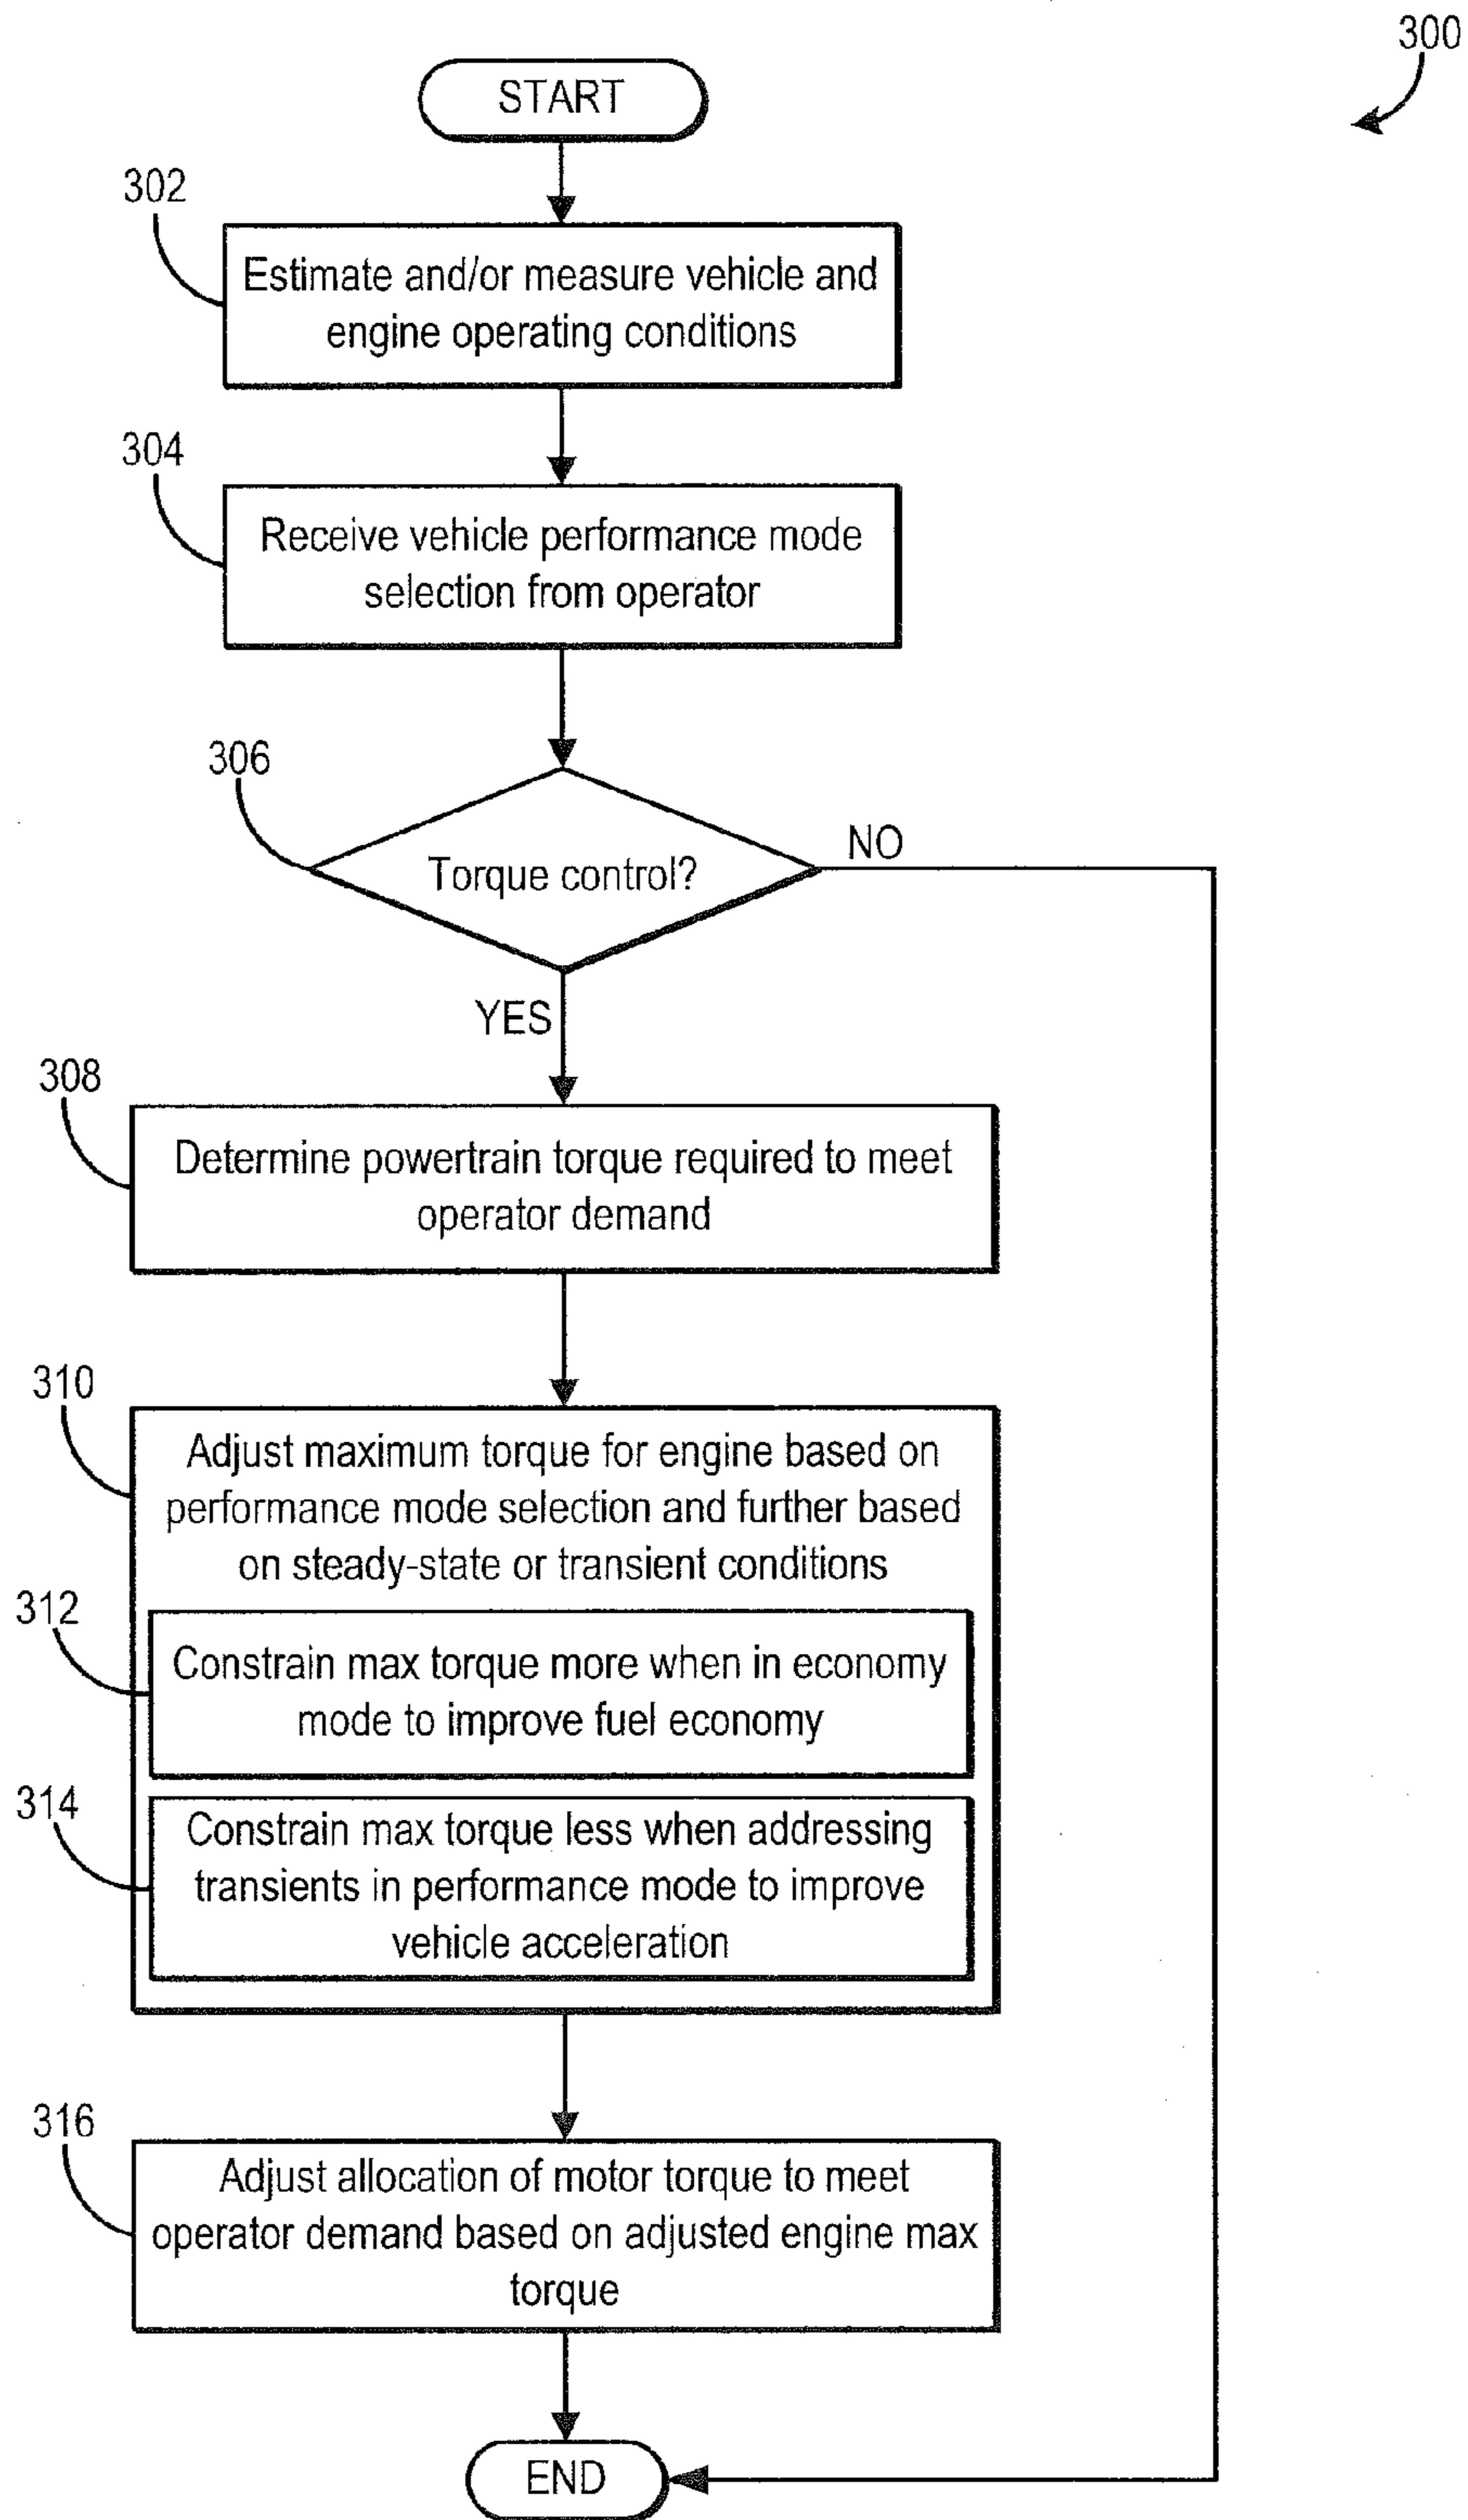 300
START
302
Estimate and/or measure vehicle and
engine operating conditions
304
Receive vehicle performance mode
selection from operator
306
Torque control?
NO
YES
308
Determine powertrain torque required to meet
operator demand
310
Adjust maximum torque for engine based on
performance mode selection and further based
on steady-state or transient conditions
312
Constrain max torque more when in economy
mode to improve fuel economy
314
Constrain max torque less when addressing
transients in performance mode to improve
vehicle acceleration
316
Adjust allocation of motor torque to meet
operator demand based on adjusted engine max
torque
END